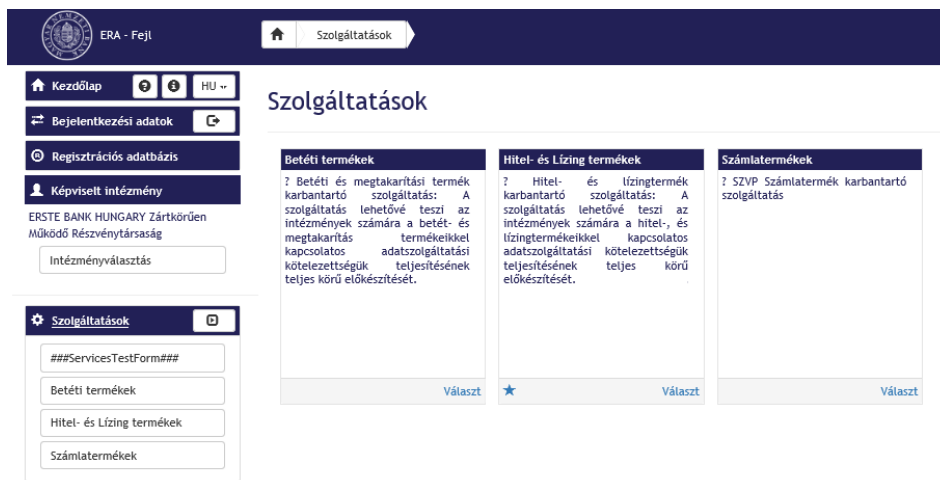 ERA - Fejl
Szolgáltatások
Kezdőlap
HU
Bejelentkezési adatok
Regisztrációs adatbázis
Képviselt intézmény
ERSTE BANK HUNGARY Zártkörűen
Működő Részvénytársaság
Intézményválasztás
Szolgáltatások
###ServicesTestForm###
Betéti termékek
Hitel- és Lízing termékek
Számlatermékek
Szolgáltatások
Betéti termékek
? Betéti és megtakarítási termék
karbantartó szolgáltatás: A
szolgáltatás lehetővé teszi az
intézmények számára a betét- és
megtakarítás termékeikkel
kapcsolatos adatszolgáltatási
kötelezettségük teljesítésének
teljes körű előkészítését.
Választ
Hitel- és Lízing termékek
? Hitel- és lízingtermék
karbantartó szolgáltatás: A
szolgáltatás lehetővé teszi az
intézmények számára a hitel-, és
lízingtermékeikkel kapcsolatos
adatszolgáltatási kötelezettségük
teljesítésének teljes körű
előkészítését.
Választ
Számlatermékek
? SZVP Számlatermék karbantartó
szolgáltatás
Választ